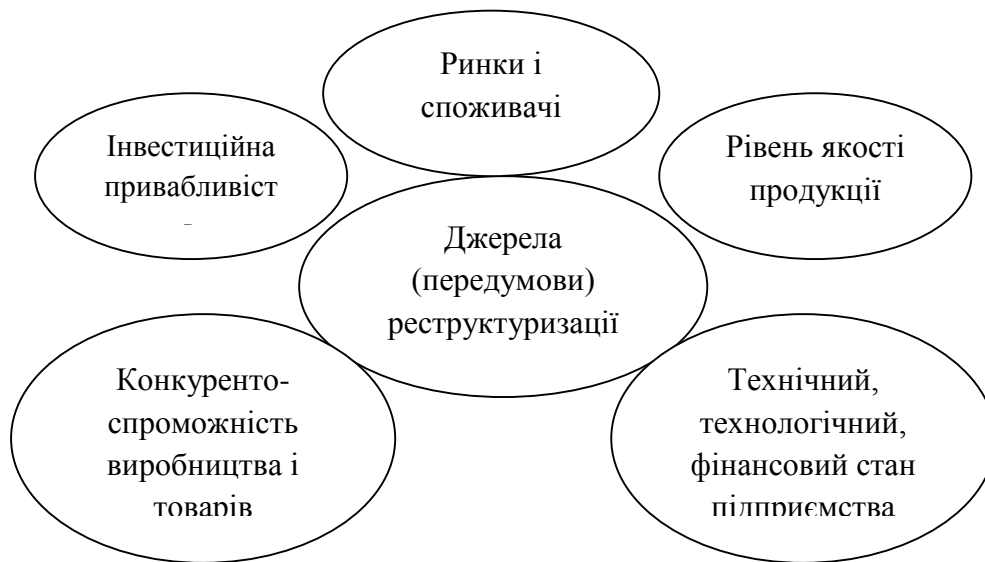 Ринки і
споживачі
Інвестиційна
привабливіст
Рівень якості
продукції
Джерела
(передумови)
реструктуризації
Конкуренто-
спроможність
виробництва і
товарів
Технічний,
технологічний,
фінансовий стан
підприємства